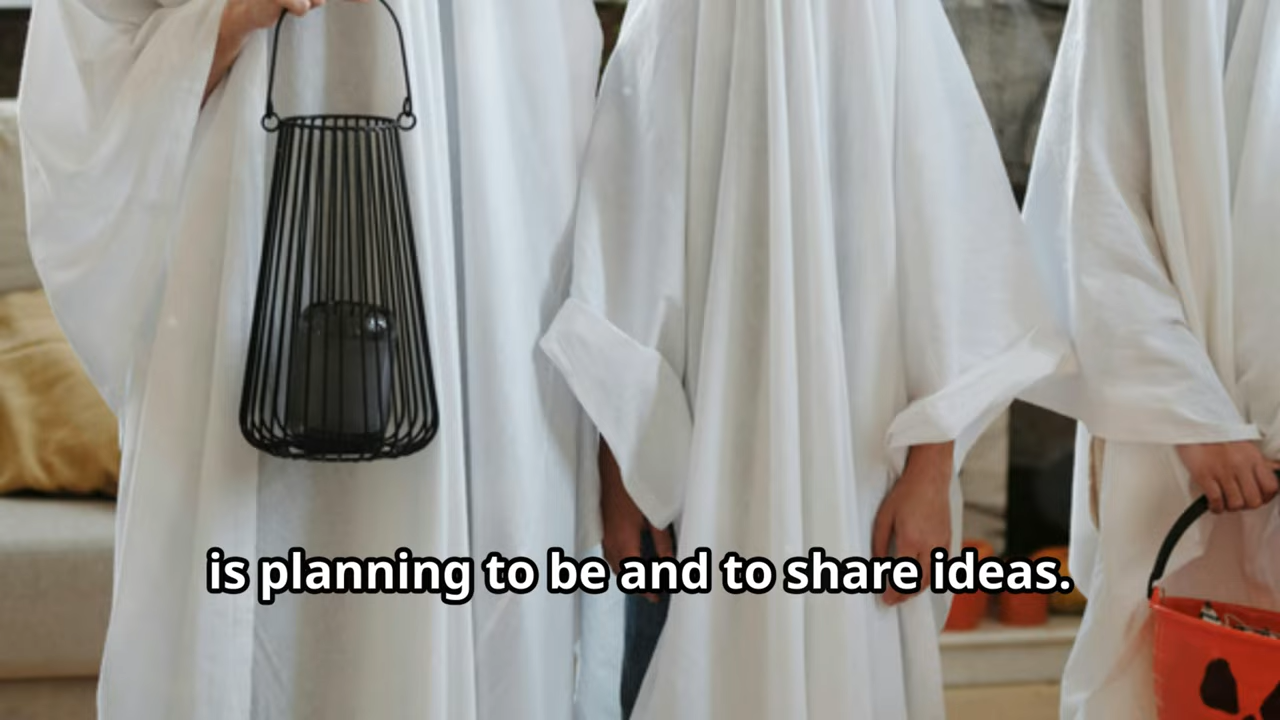 is planning to be and to share ideas.